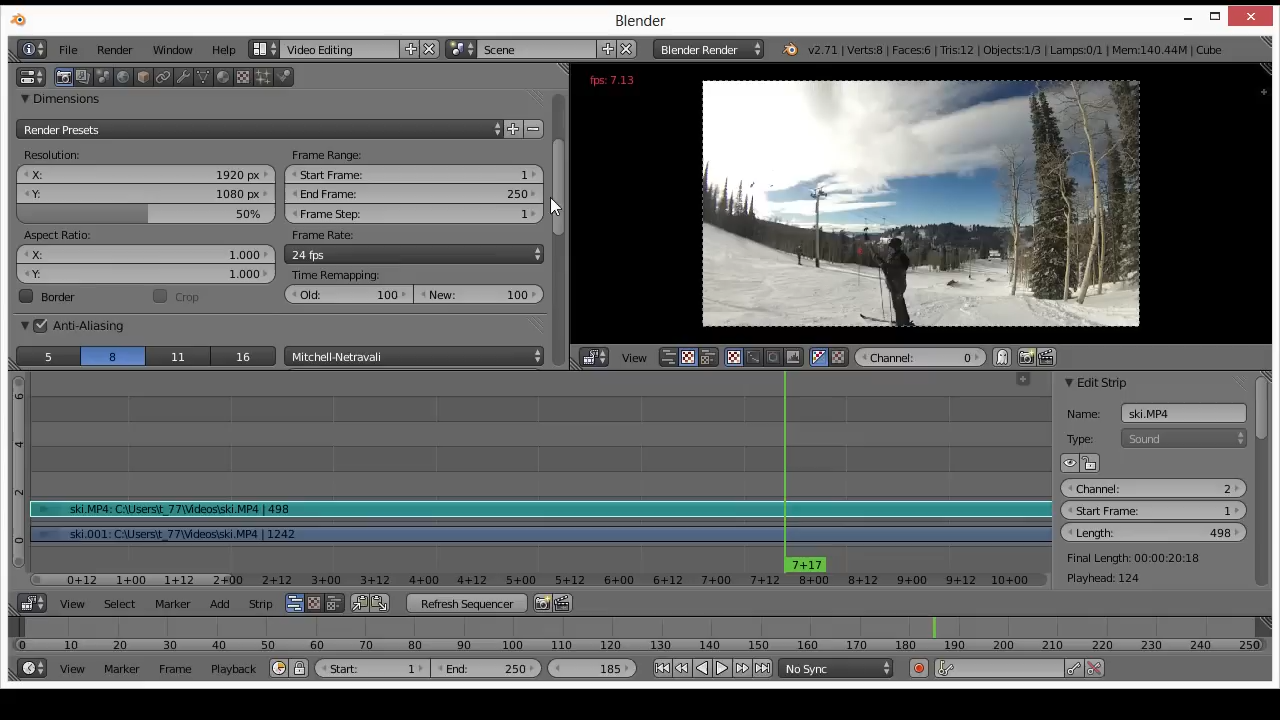 Blender
File Render Window Help Video Editing Scene Blender Render v2.71 | Verts:8 | Faces:6 | Tris:12 | Objects:1/3 | Lamps:0/1 | Mem:140.44M | Cube
Dimensions
Render Presets
Resolution:
X: 1920 px
Y: 1080 px
50%
Aspect Ratio:
X: 1.000
Y: 1.000
Border Crop
Frame Range:
Start Frame: 1
End Frame: 250
Frame Step: 1
Frame Rate:
24 fps
Time Remapping:
Old: 100 New: 100
Anti-Aliasing
5 8 11 16 Mitchell-Netravali
fps: 7.13
View Channel: 0
6
4
2
0
ski.MP4: C:\Users\t_77\Videos\ski.MP4 | 498
ski.001: C:\Users\t_77\Videos\ski.MP4 | 1242
7+17
0+12 1+00 1+12 2+12 3+00 3+12 4+00 4+12 5+00 5+12 6+00 6+12 7+00 7+12 8+00 8+12 9+00 9+12 10+00
Edit Strip
Name: ski.MP4
Type: Sound
Channel: 2
Start Frame: 1
Length: 498
Final Length: 00:00:20:18
Playhead: 124
View Select Marker Add Strip Refresh Sequencer
0 10 20 30 40 50 60 70 80 90 100 110 120 130 140 150 160 170 180 190 200 210 220 230 240 250
View Marker Frame Playback Start: 1 End: 250 185 No Sync